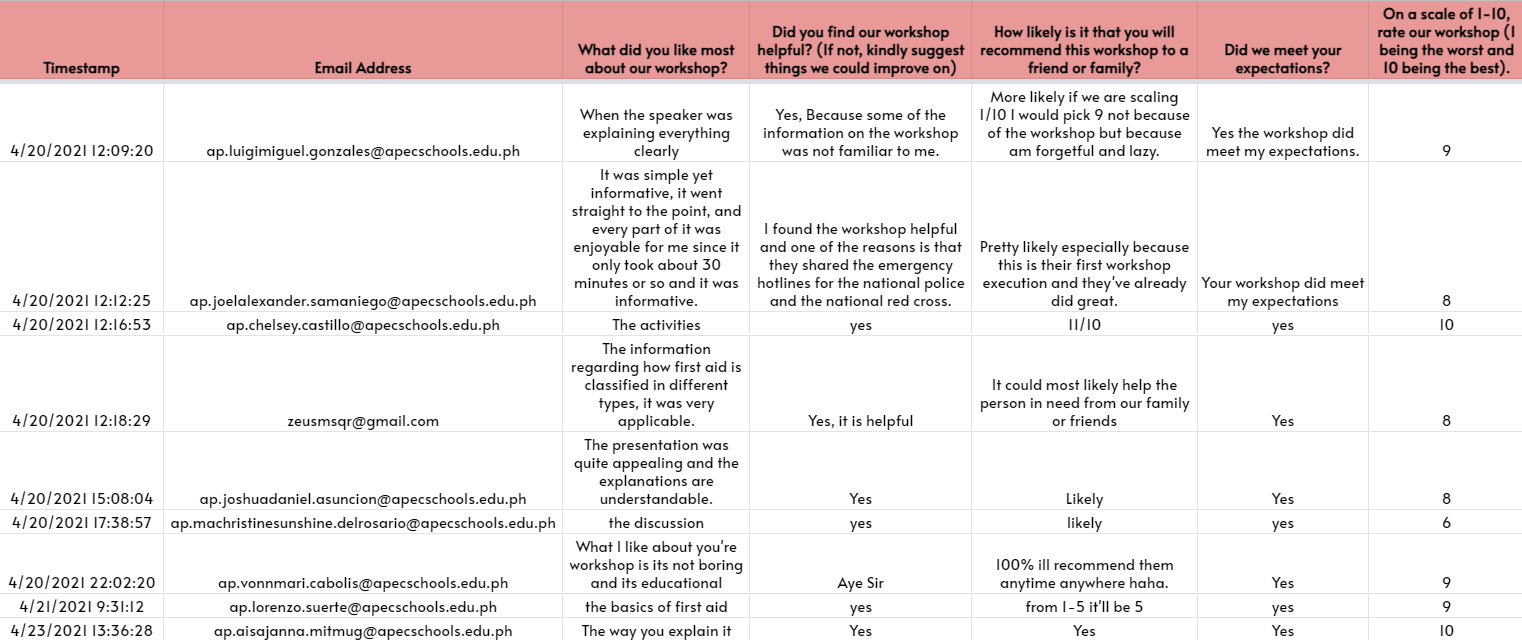 Timestamp
Email Address
What did you like most
about our workshop?
Did you find our workshop
helpful? (If not, kindly suggest
things we could improve on)
How likely is it that you will
recommend this workshop to a
friend or family?
Did we meet your
expectations?
On a scale of 1-10,
rate our workshop (1
being the worst and
10 being the best).
4/20/2021 12:09:20
ap.luigimiguel.gonzales@apecschools.edu.ph
When the speaker was
explaining everything
clearly
Yes, Because some of the
information on the workshop
was not familiar to me.
More likely if we are scaling
1/10 I would pick 9 not because
of the workshop but because
am forgetful and lazy.
Yes the workshop did
meet my expectations.
9
4/20/2021 12:12:25
ap.joelalexander.samaniego@apecschools.edu.ph
It was simple yet
informative, it went
straight to the point, and
every part of it was
enjoyable for me since it
only took about 30
minutes or so and it was
informative.
I found the workshop helpful
and one of the reasons is that
they shared the emergency
hotlines for the national police
and the national red cross.
Pretty likely especially because
this is their first workshop
execution and they've already
did great.
Your workshop did meet
my expectations
8
4/20/2021 12:16:53
ap.chelsey.castillo@apecschools.edu.ph
The activities
yes
11/10
yes
10
4/20/2021 12:18:29
zeusmsqr@gmail.com
The information
regarding how first aid is
classified in different
types, it was very
applicable.
Yes, it is helpful
It could most likely help the
person in need from our family
or friends
Yes
8
4/20/2021 15:08:04
ap.joshuadaniel.asuncion@apecschools.edu.ph
The presentation was
quite appealing and the
explanations are
understandable.
Yes
Likely
Yes
8
4/20/2021 17:38:57
ap.machristinesunshine.delrosario@apecschools.edu.ph
the discussion
yes
likely
yes
6
4/20/2021 22:02:20
ap.vonnmari.cabolis@apecschools.edu.ph
What I like about you're
workshop is its not boring
and its educational
Aye Sir
100% ill recommend them
anytime anywhere haha.
Yes
9
4/21/2021 9:31:12
ap.lorenzo.suerte@apecschools.edu.ph
the basics of first aid
yes
from 1-5 it'll be 5
yes
9
4/23/2021 13:36:28
ap.aisajanna.mitmug@apecschools.edu.ph
The way you explain it
Yes
Yes
Yes
10